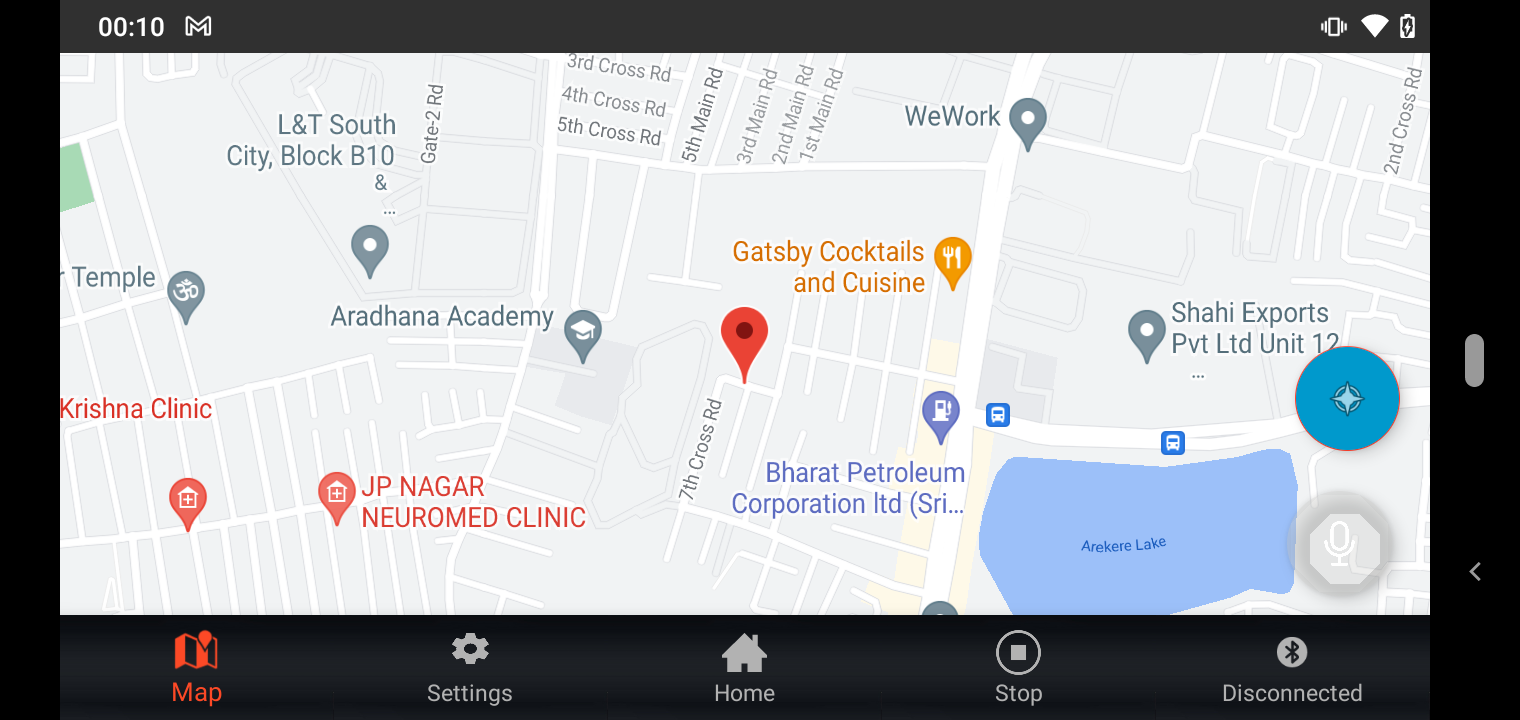 00:10
3rd Cross Rd
4th Cross Rd
5th Cross Rd
5th Main Rd
3rd Main Rd
2nd Main Rd
1st Main Rd
Gate-2 Rd
2nd Cross Rd
WeWork
L&T South
City, Block B10
&
...
Gatsby Cocktails
and Cuisine
r Temple
Aradhana Academy
Shahi Exports
Pvt Ltd Unit 12
...
Krishna Clinic
7th Cross Rd
Bharat Petroleum
Corporation ltd (Sri...
JP NAGAR
NEUROMED CLINIC
Arekere Lake
Map
Settings
Home
Stop
Disconnected